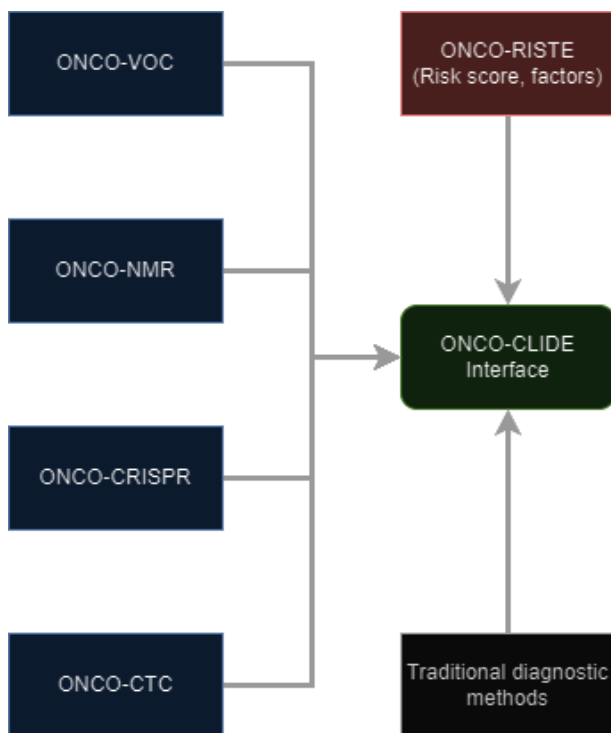 ONCO-VOC
ONCO-RISTE
(Risk score, factors)
ONCO-NMR
ONCO-CLIDE
Interface
ONCO-CRISPR
ONCO-CTC
Traditional diagnostic
methods